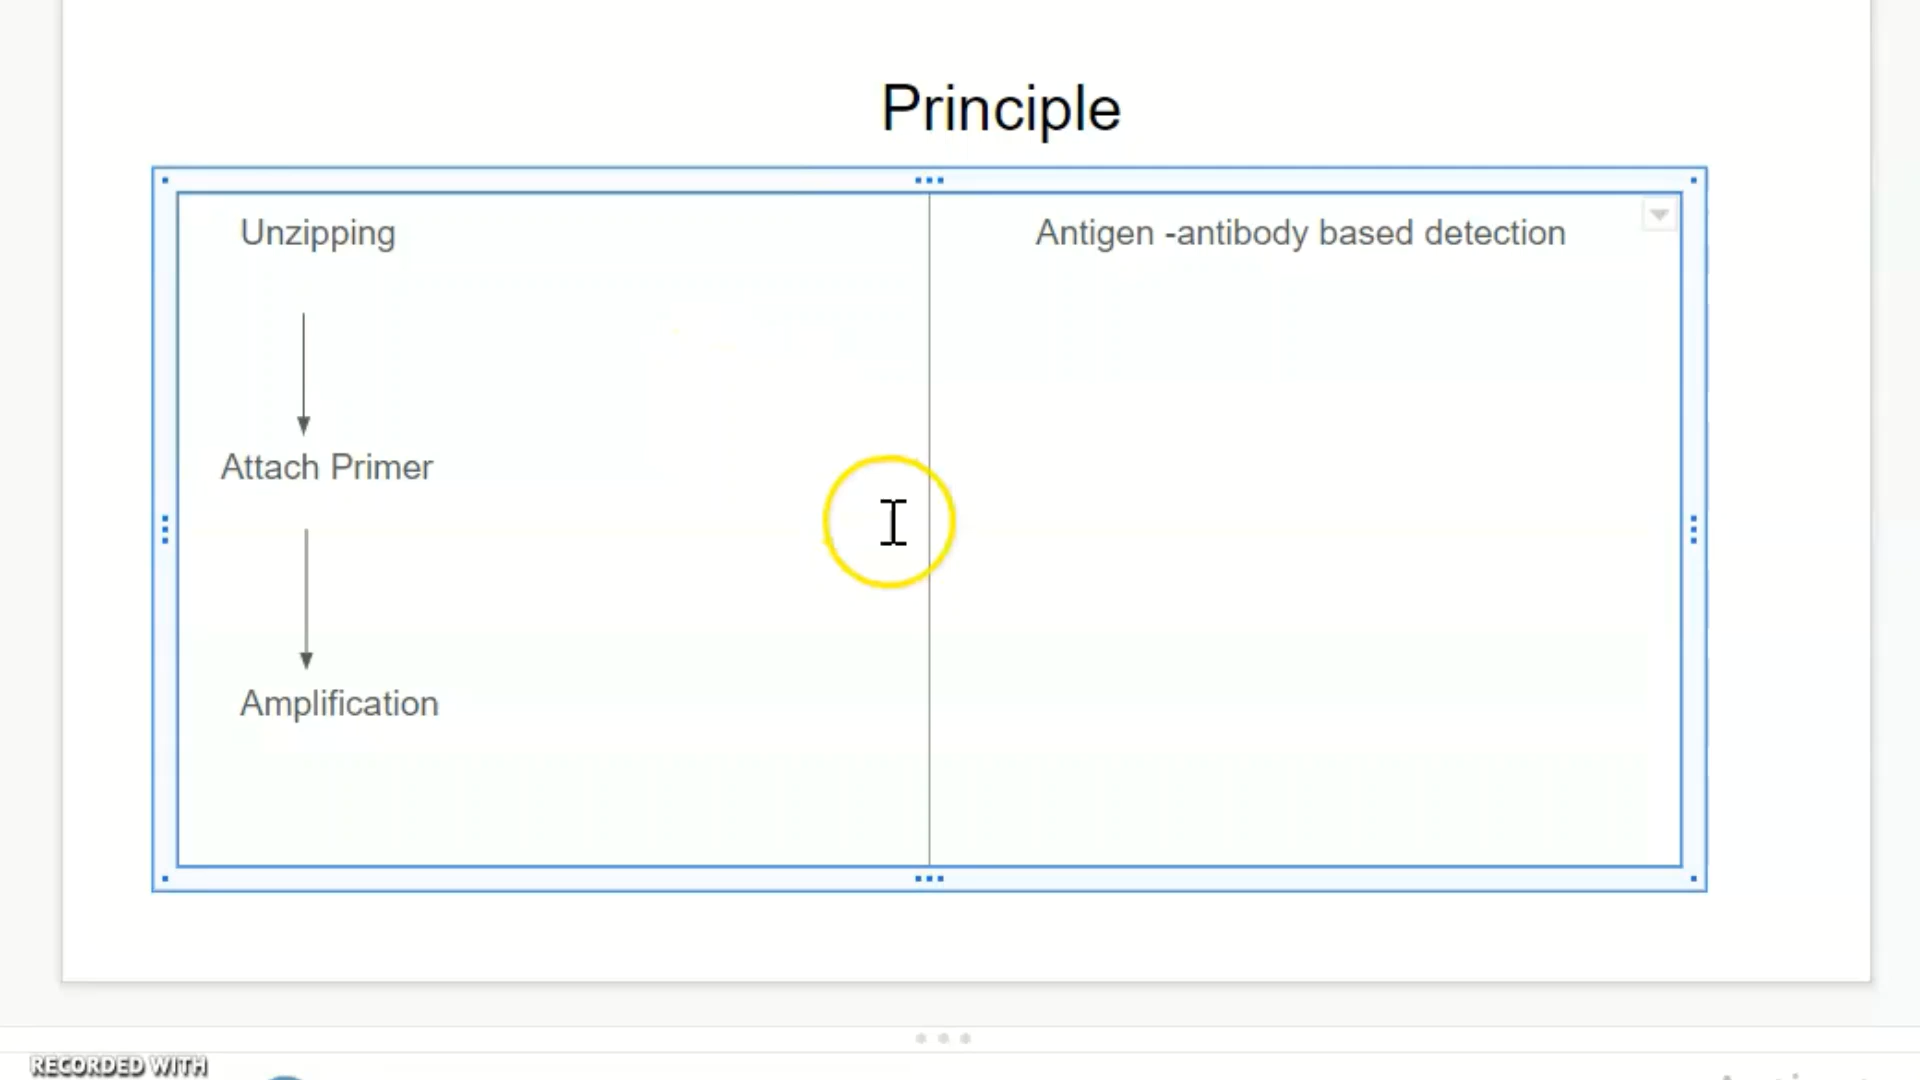 Principle
Unzipping
Antigen -antibody based detection
Attach Primer
Amplification
RECORDED WITH